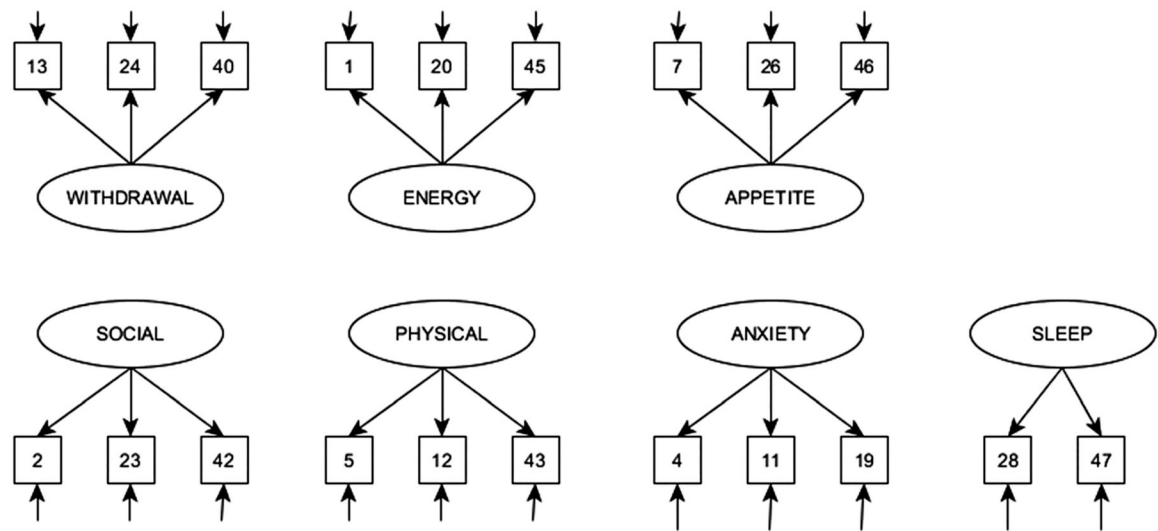 13 24 40 1 20 45 7 26 46
WITHDRAWAL ENERGY APPETITE
SOCIAL PHYSICAL ANXIETY SLEEP
2 23 42 5 12 43 4 11 19 28 47